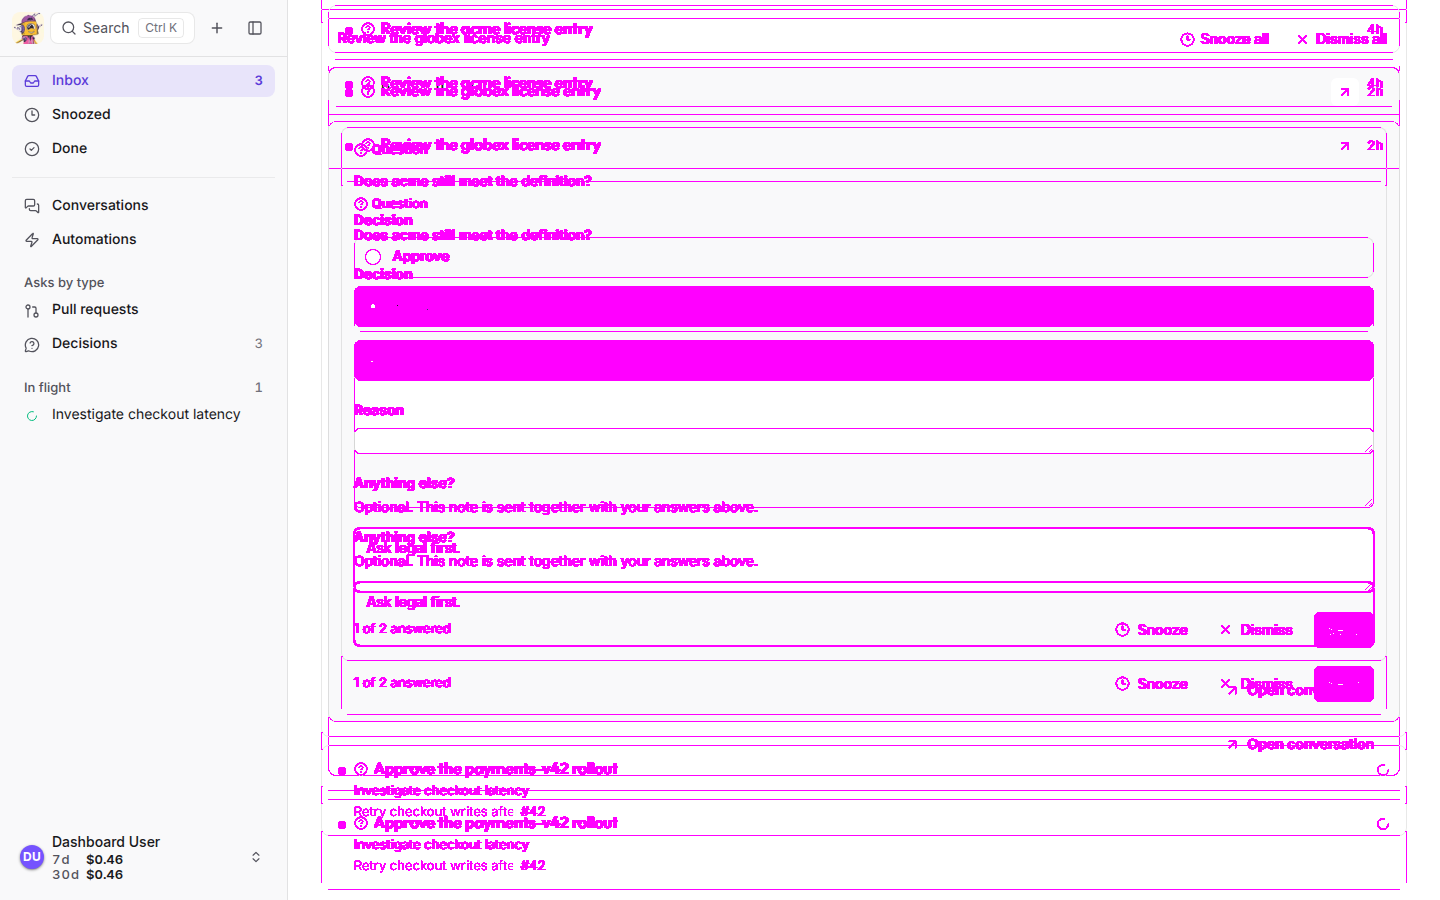 Search Ctrl K
Inbox 3
Snoozed
Done
Conversations
Automations
Asks by type
Pull requests
Decisions 3
In flight 1
Investigate checkout latency
Dashboard User
DU
7d $0.46
30d $0.46
Review the acme license entry 4h
Review the globex license entry Snooze all Dismiss all
Review the acme license entry 4h
Review the globex license entry 2h
Review the globex license entry 2h
Question
Does acme still meet the definition?
Question
Decision
Does acme still meet the definition?
Approve
Decision
Reason
Anything else?
Optional. This note is sent together with your answers above.
Anything else?
Ask legal first.
Optional. This note is sent together with your answers above.
Ask legal first.
1 of 2 answered Snooze Dismiss
1 of 2 answered Snooze Dismiss
Open conv
Open conversation
Approve the payments-v42 rollout
Investigate checkout latency
Retry checkout writes afte #42
Approve the payments-v42 rollout
Investigate checkout latency
Retry checkout writes afte #42